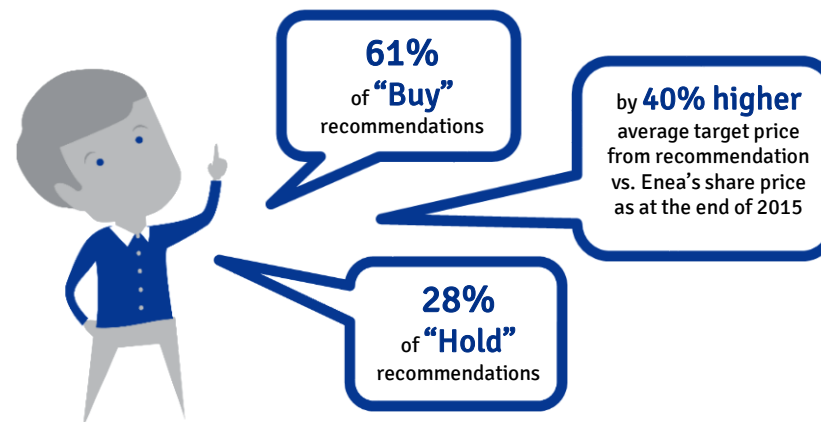 61%
of “Buy”
recommendations
by 40% higher
average target price
from recommendation
vs. Enea’s share price
as at the end of 2015
28%
of “Hold”
recommendations